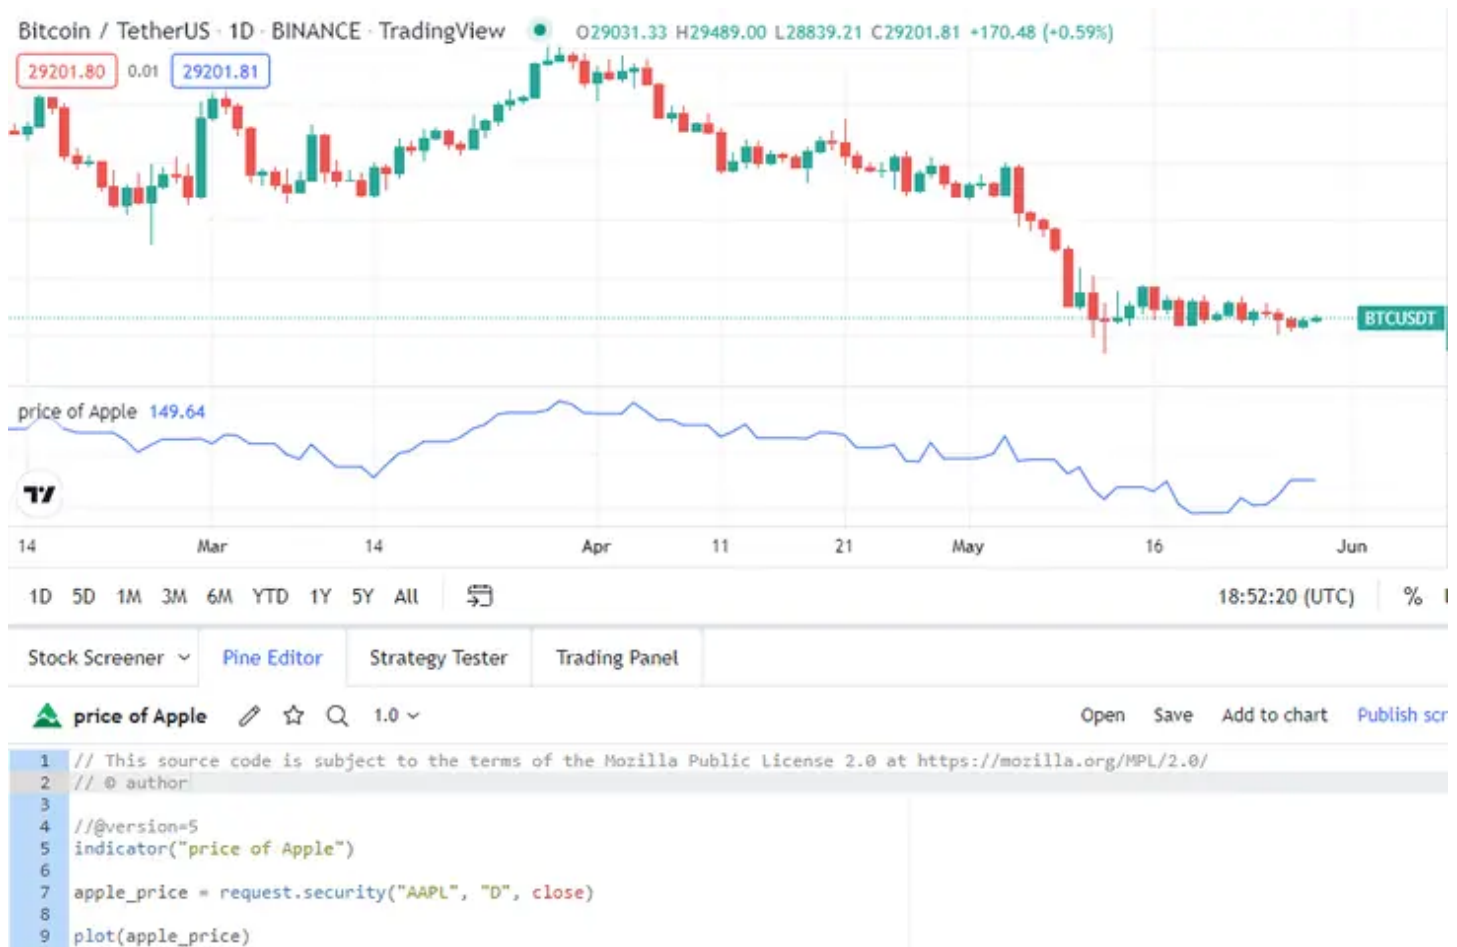 Bitcoin / TetherUS · 1D · BINANCE · TradingView O29031.33 H29489.00 L28839.21 C29201.81 +170.48 (+0.59%)
29201.80 0.01 29201.81
BTCUSDT
price of Apple 149.64
14 Mar 14 Apr 11 21 May 16 Jun
1D 5D 1M 3M 6M YTD 1Y 5Y All 18:52:20 (UTC) %
Stock Screener Pine Editor Strategy Tester Trading Panel
price of Apple 1.0 Open Save Add to chart Publish scr
1 // This source code is subject to the terms of the Mozilla Public License 2.0 at https://mozilla.org/MPL/2.0/
2 // © author
3
4 //@version=5
5 indicator("price of Apple")
6
7 apple_price = request.security("AAPL", "D", close)
8
9 plot(apple_price)